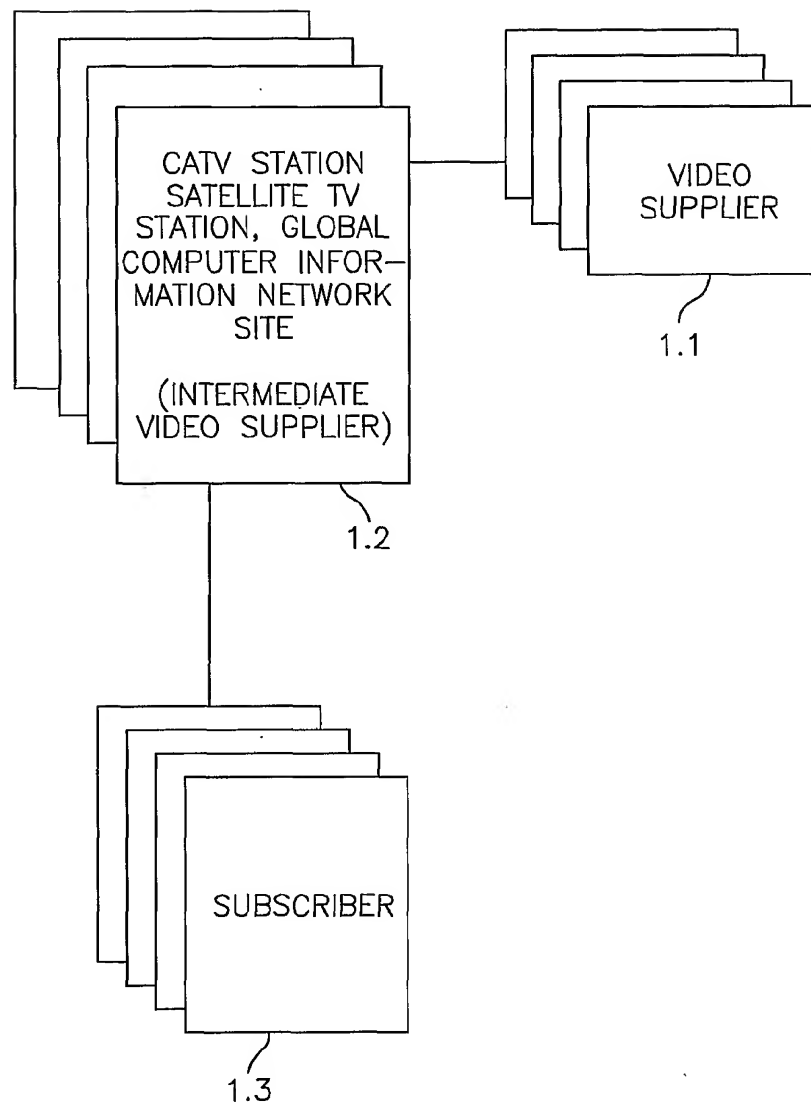 CATV STATION
SATELLITE TV
STATION, GLOBAL
COMPUTER INFOR-
MATION NETWORK
SITE
(INTERMEDIATE
VIDEO SUPPLIER)
1.2
VIDEO
SUPPLIER
1.1
SUBSCRIBER
1.3